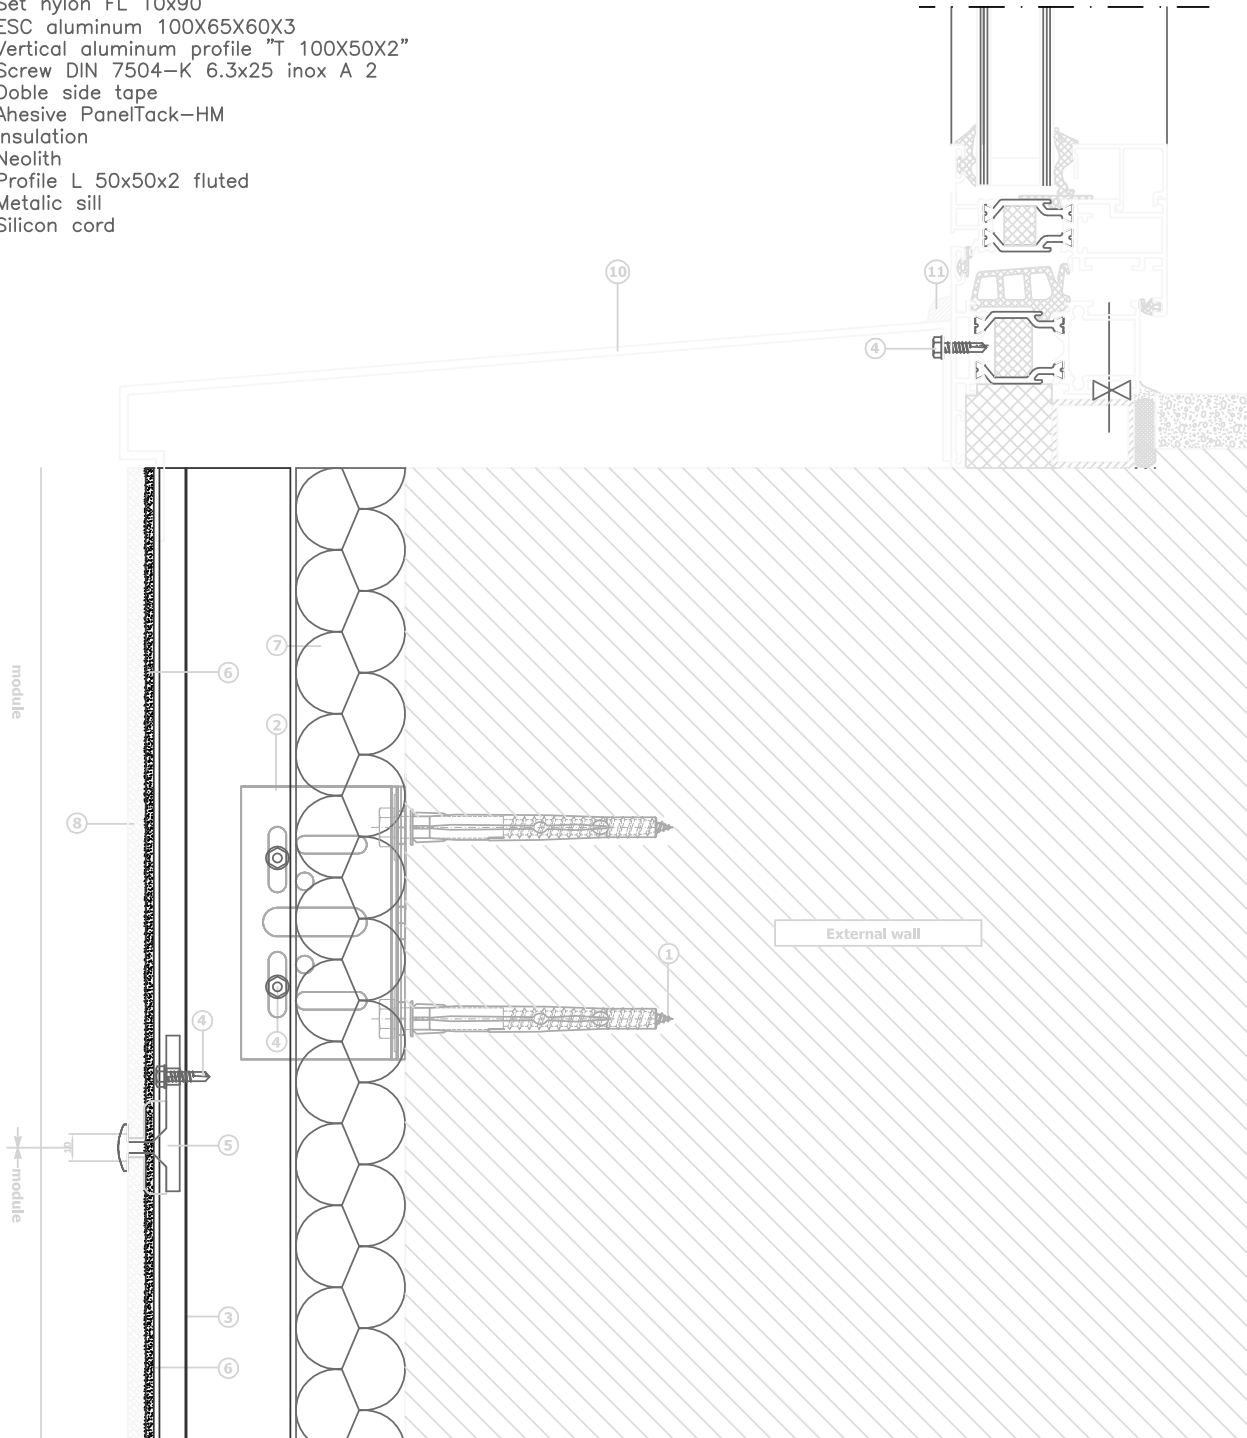 Set nylon FL 10x90
ESC aluminum 100X65X60X3
Vertical aluminum profile "T 100X50X2"
Screw DIN 7504-K 6.3x25 inox A 2
Doble side tape
Ahesive PanelTack-HM
Insulation
Neolith
Profile L 50x50x2 fluted
Metalic sill
Silicon cord
10
11
4
7
6
module
2
8
External wall
1
4
4
5
10
module
3
6